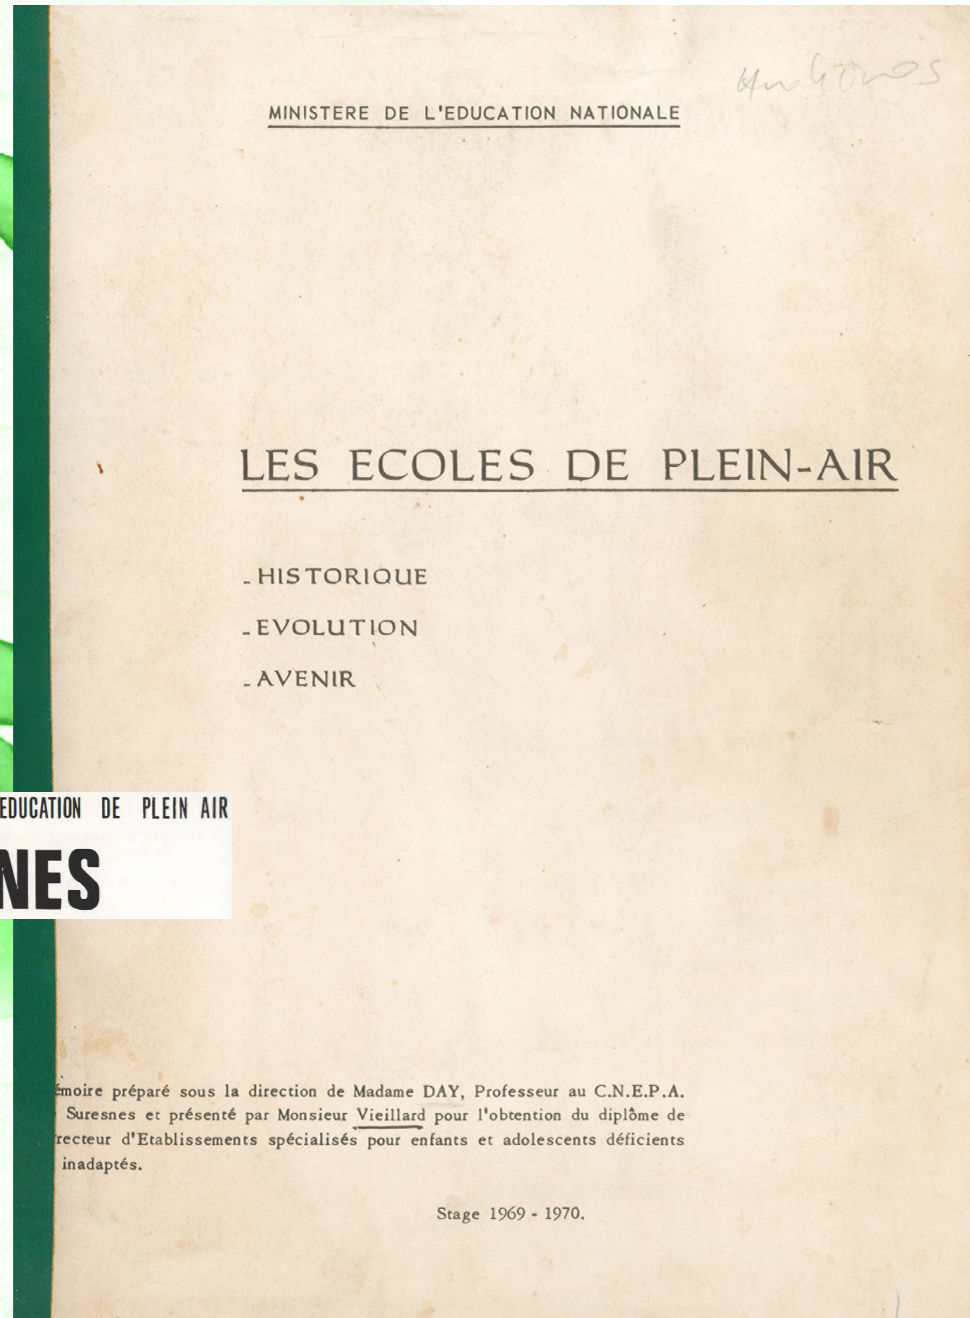 MINISTERE DE L'EDUCATION NATIONALE
LES ECOLES DE PLEIN-AIR
- HISTORIQUE
- EVOLUTION
- AVENIR
EDUCATION DE PLEIN AIR
NES
émoire préparé sous la direction de Madame DAY, Professeur au C.N.E.P.A.
Suresnes et présenté par Monsieur Vieillard pour l'obtention du diplôme de
recteur d'Etablissements spécialisés pour enfants et adolescents déficients
inadaptés.
Stage 1969 - 1970.